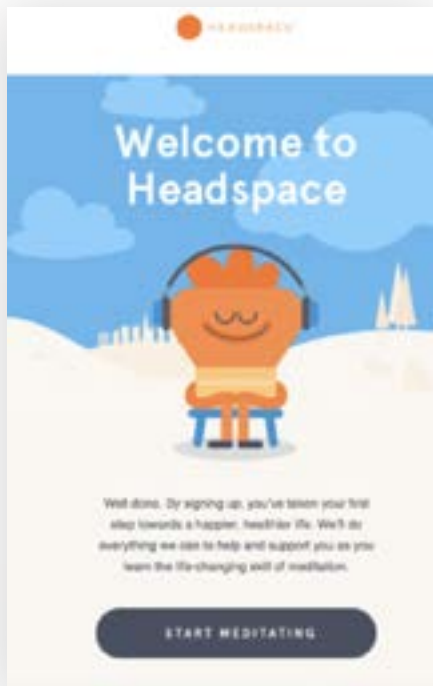 HEADSPACE
Welcome to
Headspace
Well done. By signing up, you've taken your first
step towards a happier, healthier life. We'll do
everything we can to help and support you as you
learn the life-changing skill of meditation.
START MEDITATING